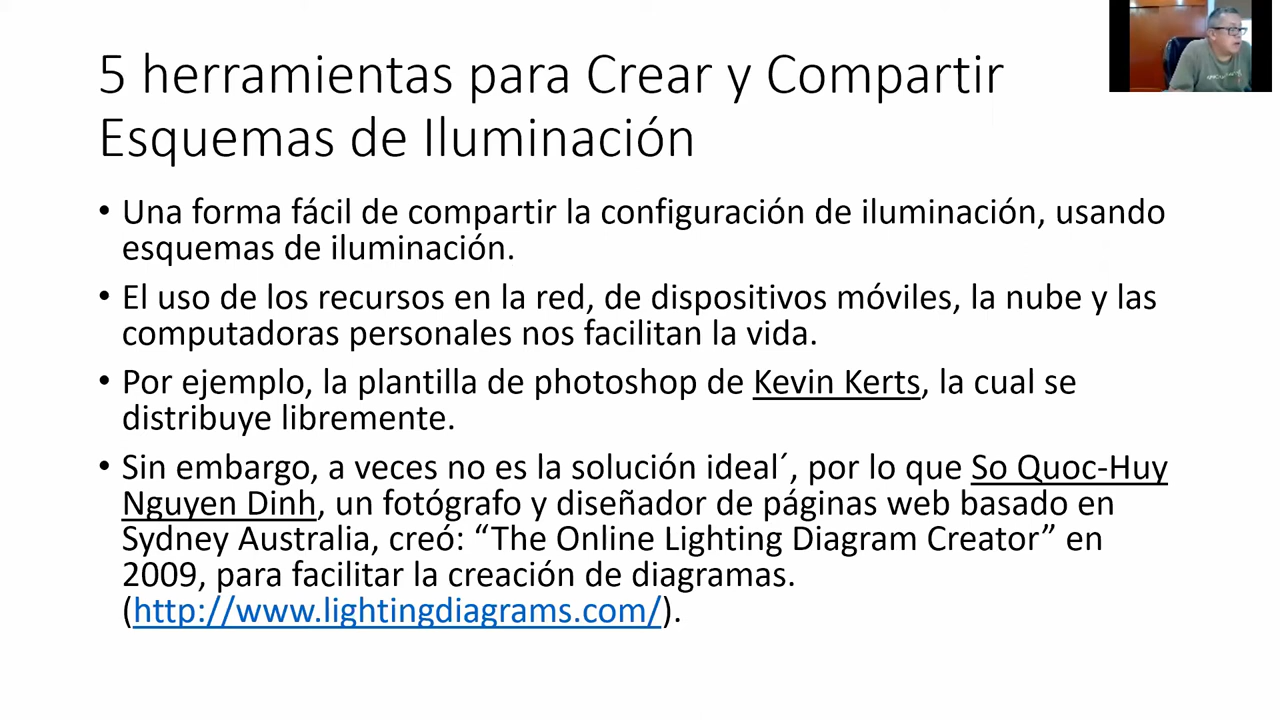 5 herramientas para Crear y Compartir
Esquemas de Iluminación
• Una forma fácil de compartir la configuración de iluminación, usando
esquemas de iluminación.
• El uso de los recursos en la red, de dispositivos móviles, la nube y las
computadoras personales nos facilitan la vida.
• Por ejemplo, la plantilla de photoshop de Kevin Kerts, la cual se
distribuye libremente.
• Sin embargo, a veces no es la solución ideal´, por lo que So Quoc-Huy
Nguyen Dinh, un fotógrafo y diseñador de páginas web basado en
Sydney Australia, creó: “The Online Lighting Diagram Creator” en
2009, para facilitar la creación de diagramas.
(http://www.lightingdiagrams.com/).